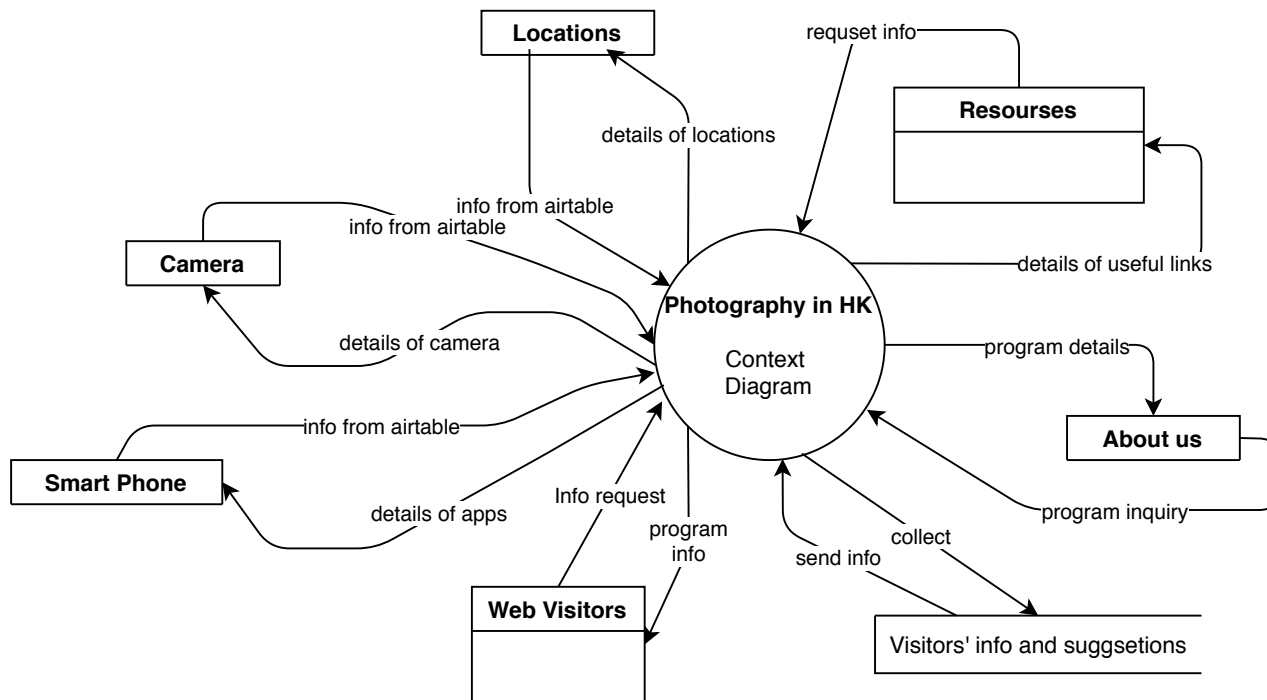 Locations
requset info
Resourses
details of locations
info from airtable
info from airtable
Camera
details of useful links
Photography in HK
Context
Diagram
details of camera
program details
info from airtable
About us
Smart Phone
details of apps
Info request
program
info
program inquiry
collect
send info
Web Visitors
Visitors' info and suggsetions